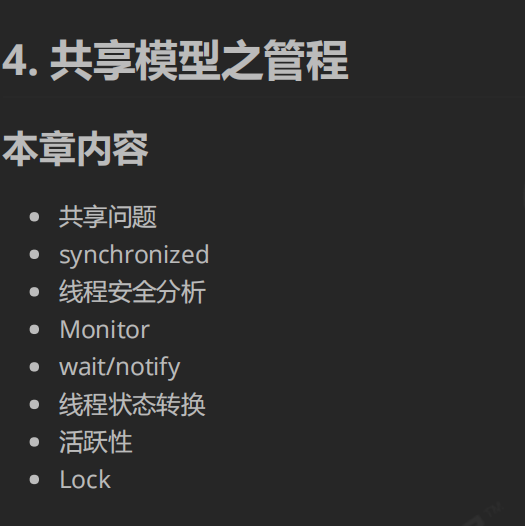 4. 共享模型之管程
本章内容
共享问题
synchronized
线程安全分析
Monitor
wait/notify
线程状态转换
活跃性
Lock